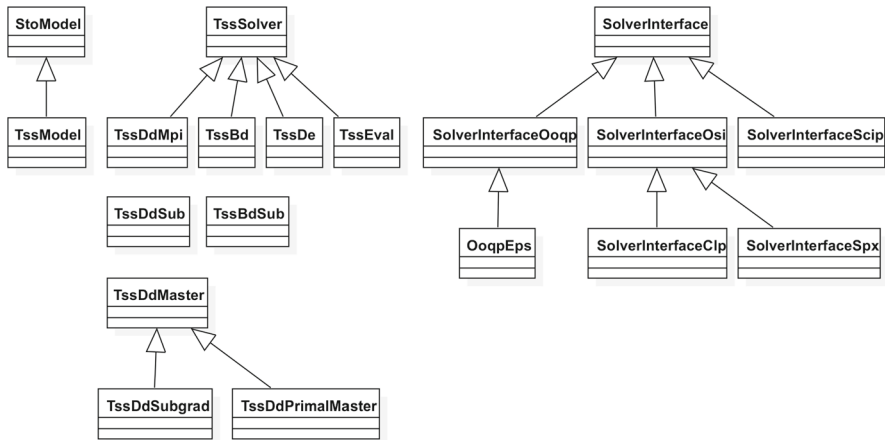 StoModel
TssSolver
SolverInterface
TssModel
TssDdMpi
TssBd
TssDe
TssEval
SolverInterfaceOoqp
SolverInterfaceOsi
SolverInterfaceScip
TssDdSub
TssBdSub
OoqpEps
SolverInterfaceClp
SolverInterfaceSpx
TssDdMaster
TssDdSubgrad
TssDdPrimalMaster